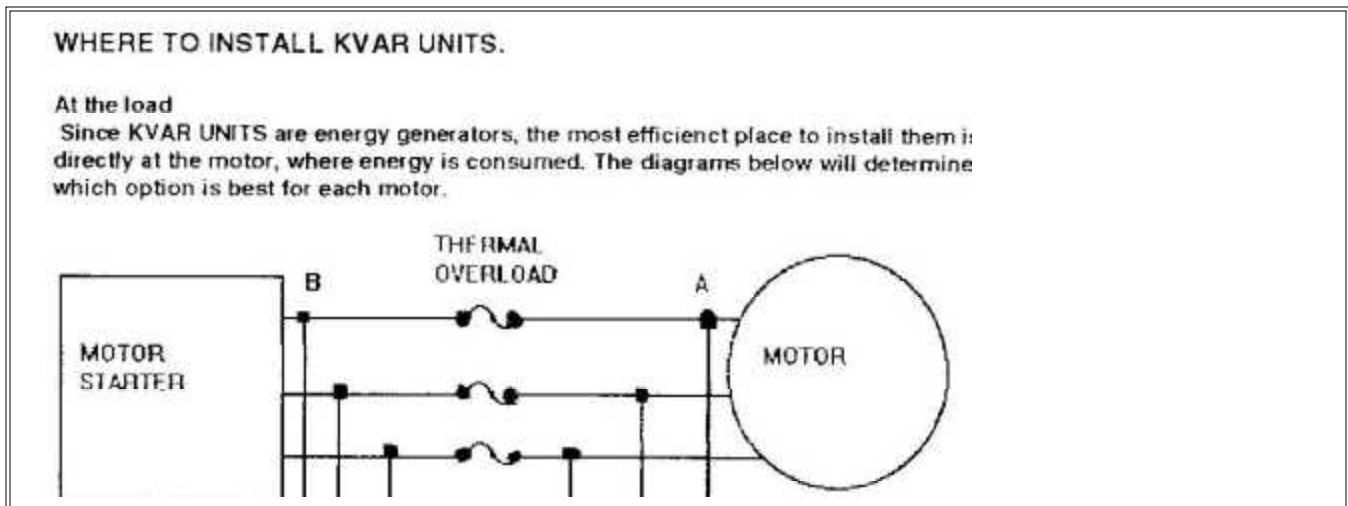 WHERE TO INSTALL KVAR UNITS.
At the load
Since KVAR UNITS are energy generators, the most efficienct place to install them is
directly at the motor, where energy is consumed. The diagrams below will determine
which option is best for each motor.
THERMAL
OVERLOAD
B
A
MOTOR
STARTER
MOTOR